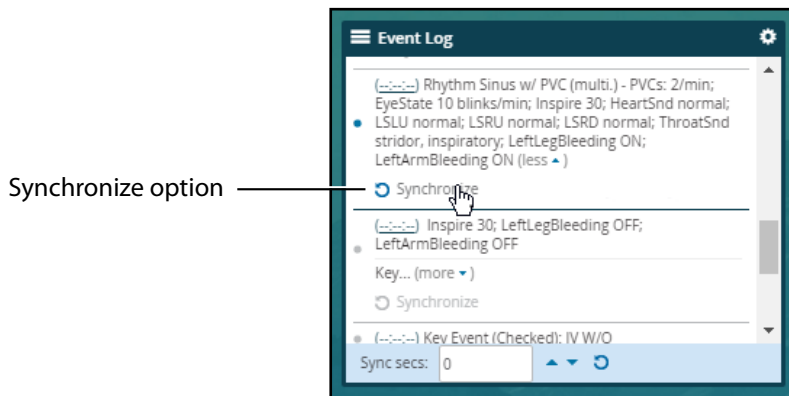 Event Log
(--:--:--) Rhythm Sinus w/ PVC (multi.) - PVCs: 2/min;
EyeState 10 blinks/min; Inspire 30; HeartSnd normal;
LSLU normal; LSRU normal; LSRD normal; ThroatSnd
stridor, inspiratory; LeftLegBleeding ON;
LeftArmBleeding ON (less ▲)
Synchronize option
Synchronize
(--:--:--) Inspire 30; LeftLegBleeding OFF;
LeftArmBleeding OFF
Key... (more ▼)
Synchronize
(--:--:--) Key Event (Checked): IV W/O
Sync secs: 0